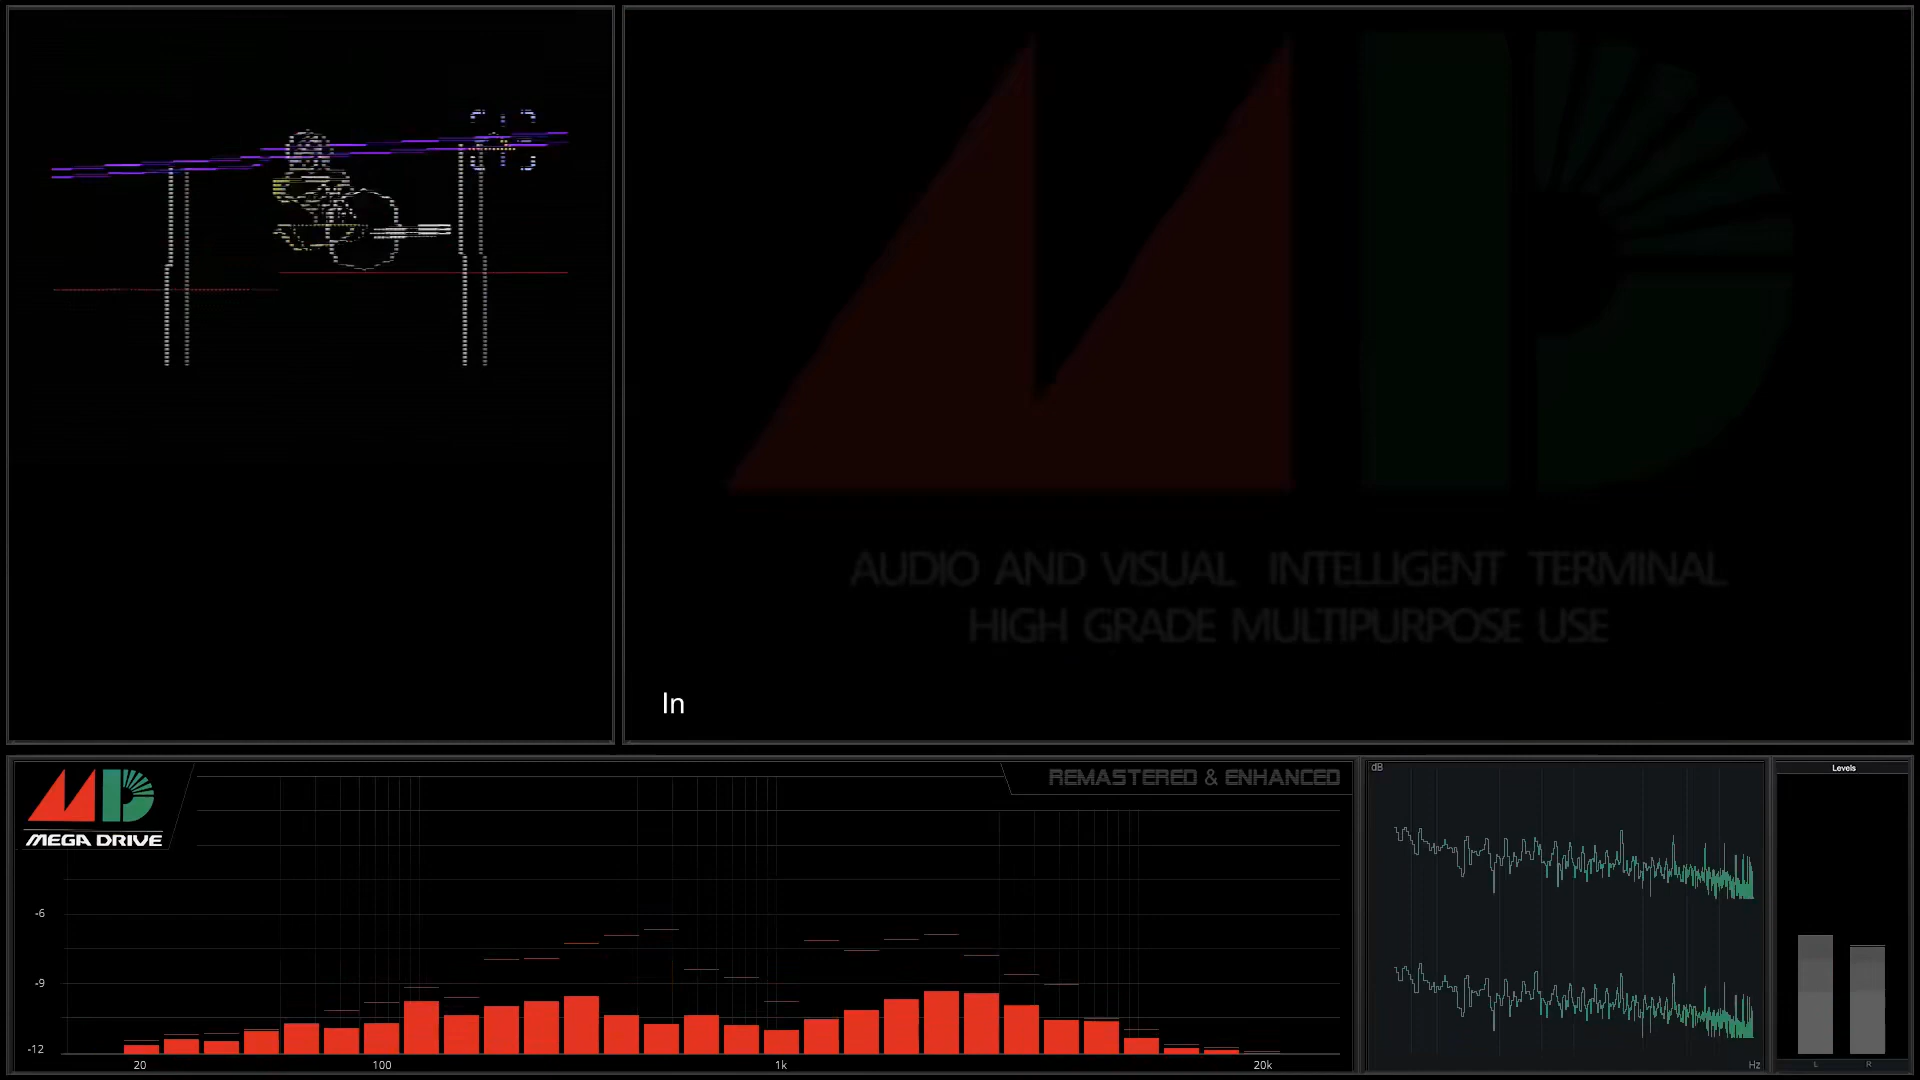 AUDIO AND VISUAL INTELLIGENT TERMINAL
HIGH GRADE MULTIPURPOSE USE
In
MEGA DRIVE
REMASTERED & ENHANCED
-6
-9
-12
20
100
1k
20k
dB
Hz
Levels
L
R